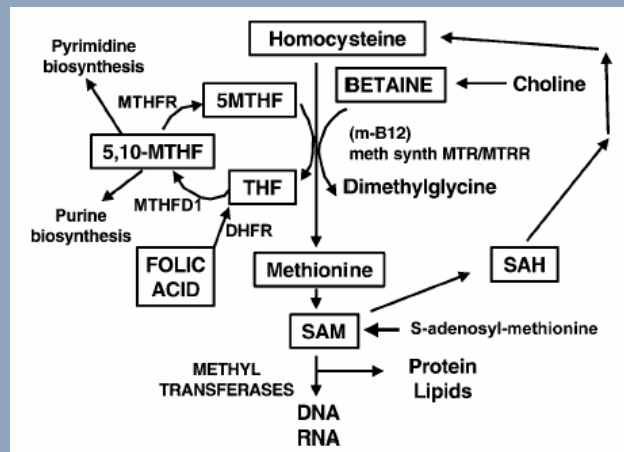 Homocysteine
Pyrimidine
biosynthesis
MTHFR
5MTHF
BETAINE
Choline
(m-B12)
meth synth MTR/MTRR
5,10-MTHF
THF
Dimethylglycine
MTHFD1
Purine
biosynthesis
DHFR
FOLIC
ACID
Methionine
SAH
SAM
S-adenosyl-methionine
METHYL
TRANSFERASES
Protein
Lipids
DNA
RNA